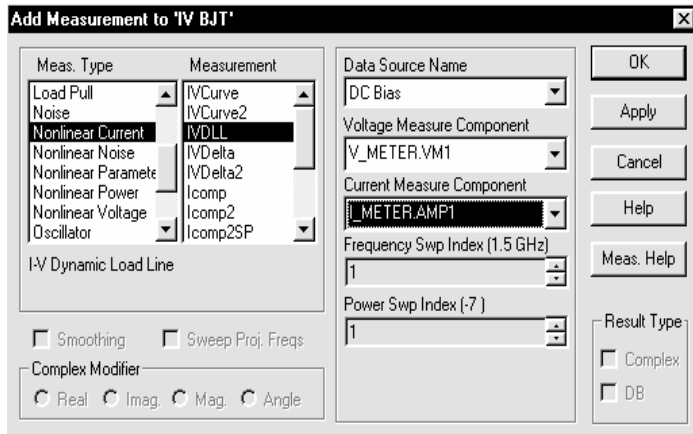 Add Measurement to 'IV BJT'
Meas. Type
Load Pull
Noise
Nonlinear Current
Nonlinear Noise
Nonlinear Paramete
Nonlinear Power
Nonlinear Voltage
Oscillator
Measurement
IVCurve
IVCurve2
IVDLL
IVDelta
IVDelta2
Icomp
Icomp2
Icomp2SP
I-V Dynamic Load Line
Smoothing
Sweep Proj. Freqs
Complex Modifier
Real
Imag.
Mag.
Angle
Data Source Name
DC Bias
Voltage Measure Component
V_METER.VM1
Current Measure Component
I_METER.AMP1
Frequency Swp Index (1.5 GHz)
1
Power Swp Index (-7 )
1
OK
Apply
Cancel
Help
Meas. Help
Result Type
Complex
DB